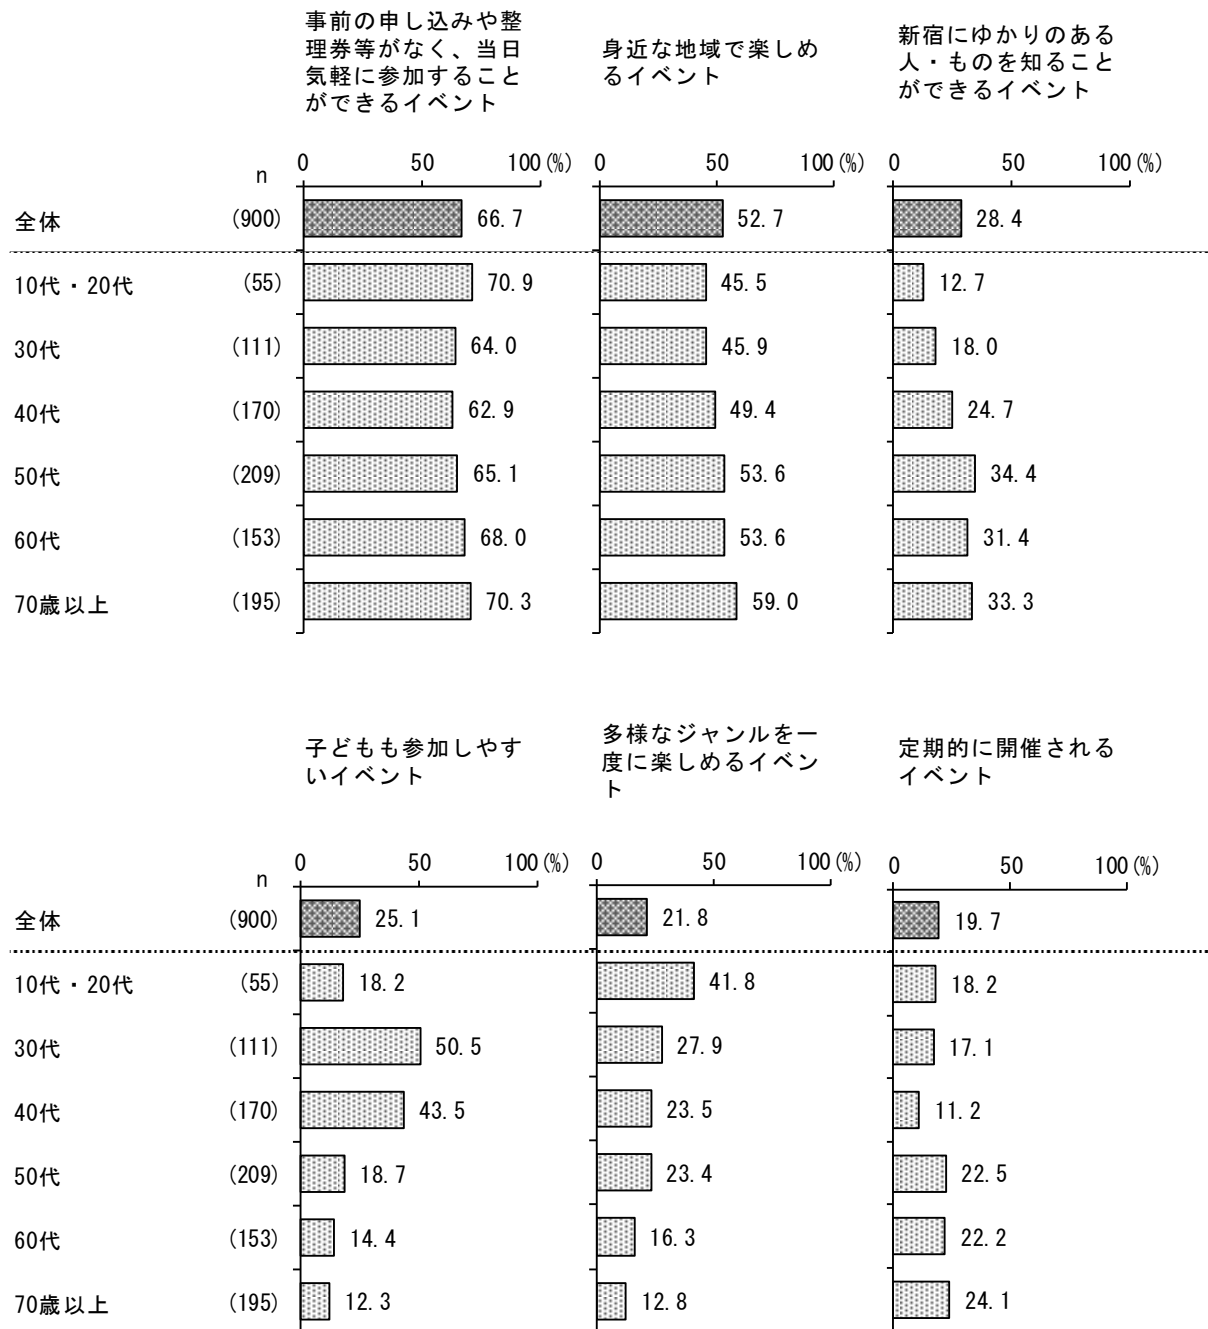 事前の申し込みや整
理券等がなく、当日
気軽に参加すること
ができるイベント
身近な地域で楽しめ
るイベント
新宿にゆかりのある
人・ものを知ること
ができるイベント
n 0 50 100(%) 0 50 100(%) 0 50 100(%)
全体 (900) 66.7 52.7 28.4
10代・20代 (55) 70.9 45.5 12.7
30代 (111) 64.0 45.9 18.0
40代 (170) 62.9 49.4 24.7
50代 (209) 65.1 53.6 34.4
60代 (153) 68.0 53.6 31.4
70歳以上 (195) 70.3 59.0 33.3
子どもも参加しやす
いイベント
多様なジャンルを一
度に楽しめるイベン
ト
定期的に開催される
イベント
n 0 50 100(%) 0 50 100(%) 0 50 100(%)
全体 (900) 25.1 21.8 19.7
10代・20代 (55) 18.2 41.8 18.2
30代 (111) 50.5 27.9 17.1
40代 (170) 43.5 23.5 11.2
50代 (209) 18.7 23.4 22.5
60代 (153) 14.4 16.3 22.2
70歳以上 (195) 12.3 12.8 24.1